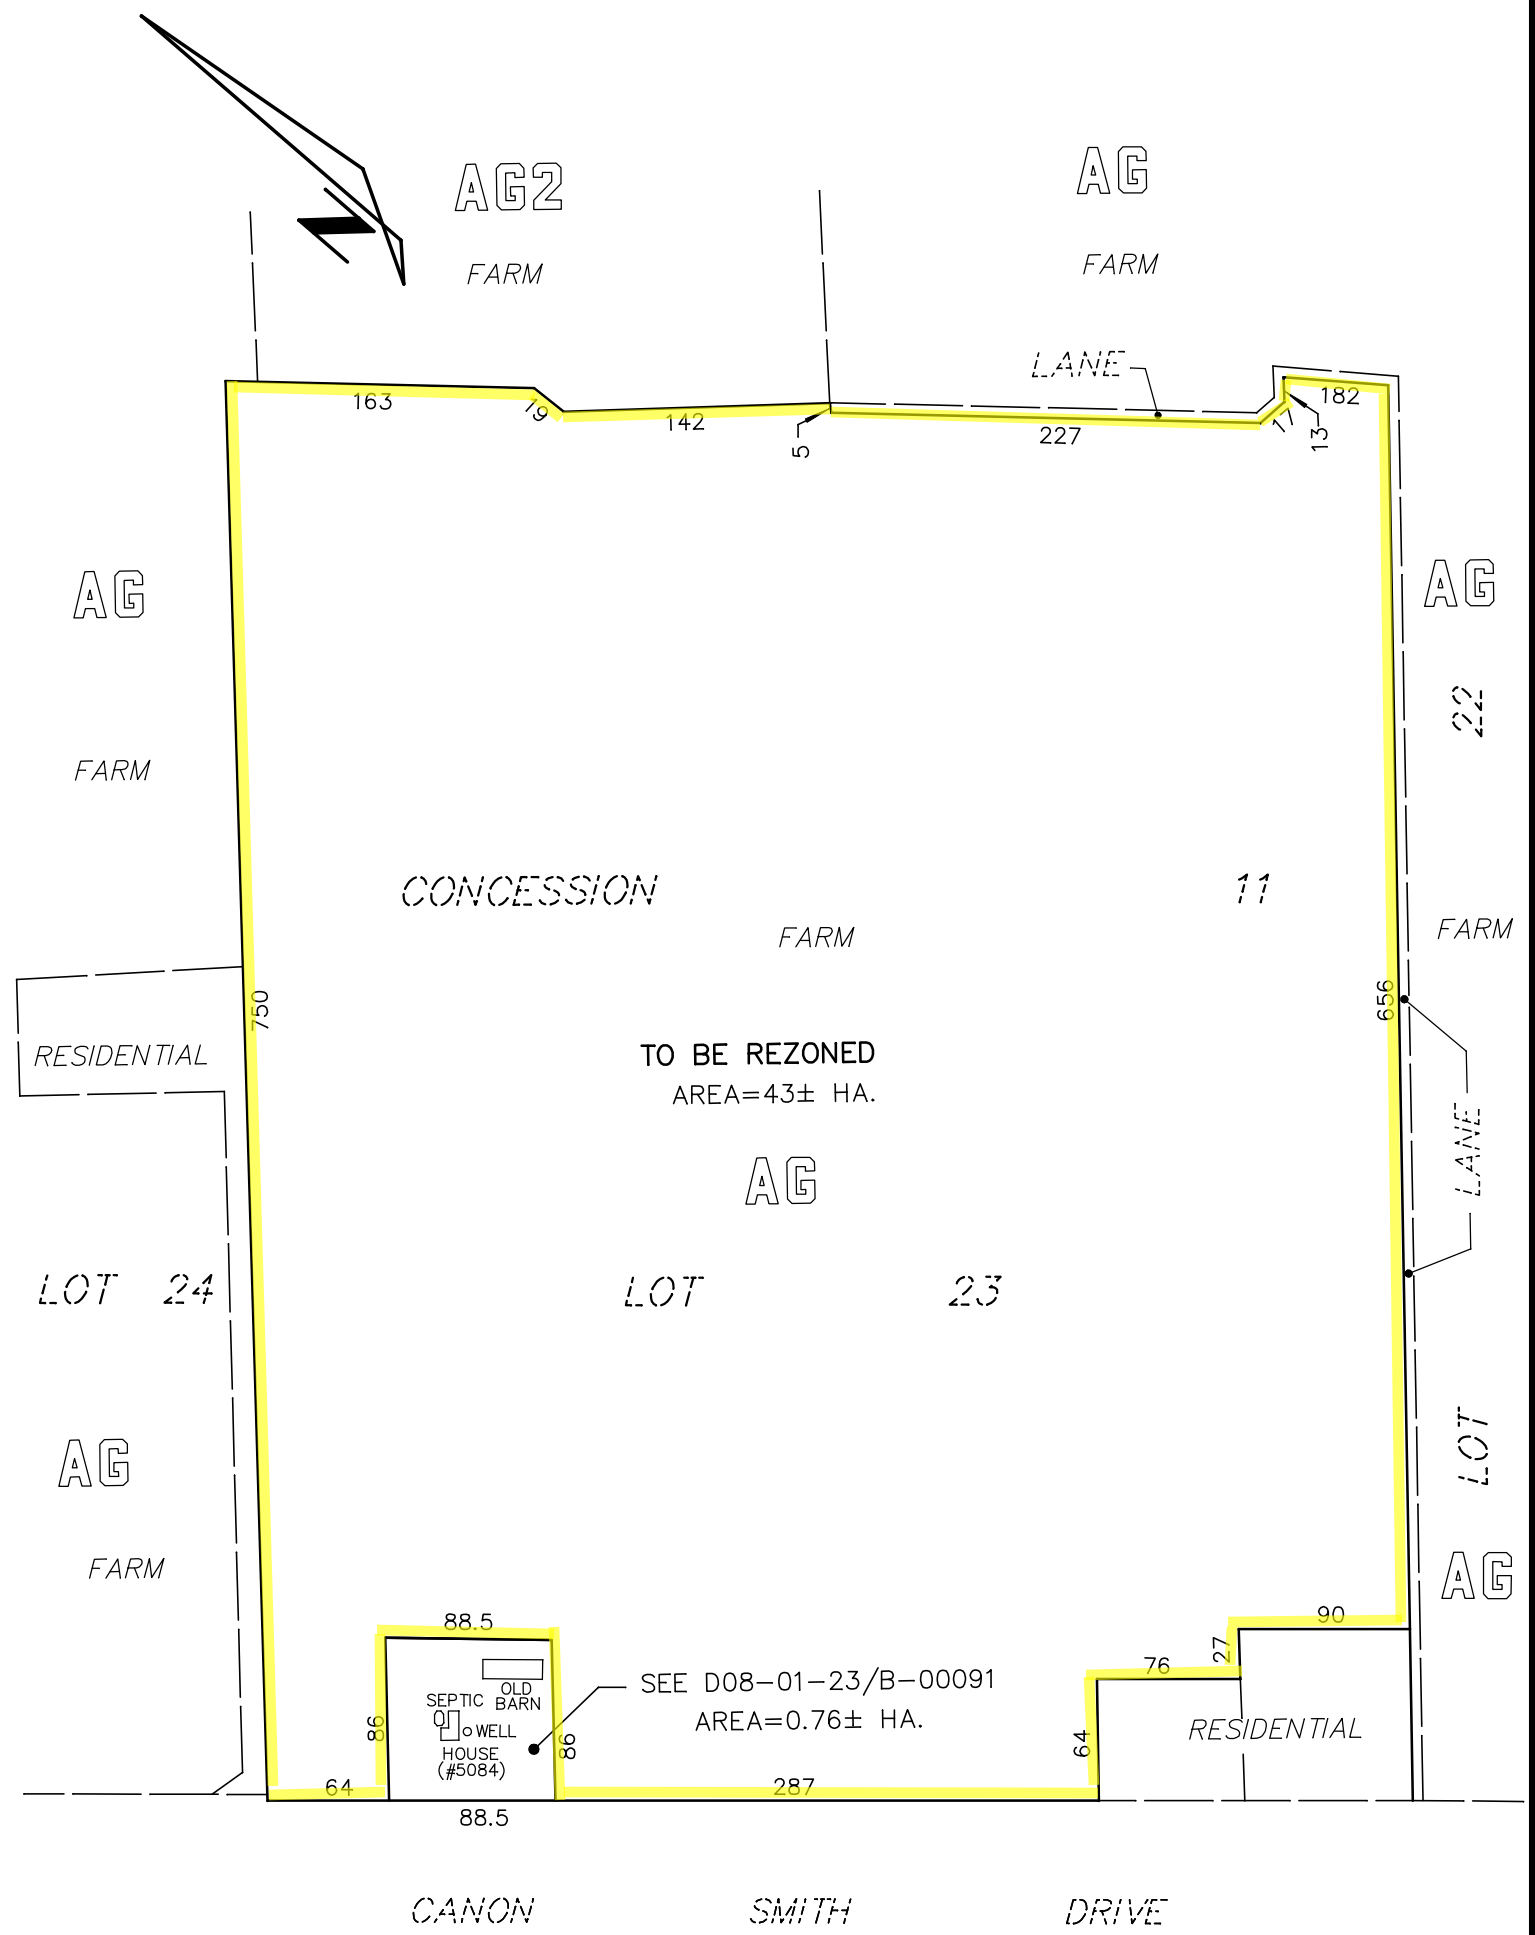 AG2
AG
FARM
FARM
LANE
163
19
142
5
227
17
13
182
AG
AG
22
FARM
CONCESSION 11
FARM
FARM
750
656
RESIDENTIAL
TO BE REZONED
AREA=43± HA.
LANE
AG
LOT 24
LOT 23
LOT
AG
AG
FARM
88.5
90
27
76
SEE D08-01-23/B-00091
AREA=0.76± HA.
OLD
BARN
SEPTIC
WELL
HOUSE
(#5084)
86
86
64
RESIDENTIAL
64
287
88.5
CANON SMITH DRIVE